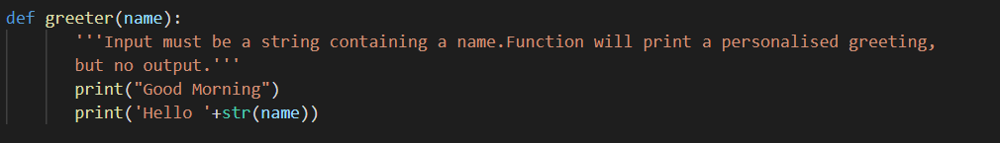 def greeter(name):
'''Input must be a string containing a name.Function will print a personalised greeting,
but no output.'''
print("Good Morning")
print('Hello '+str(name))